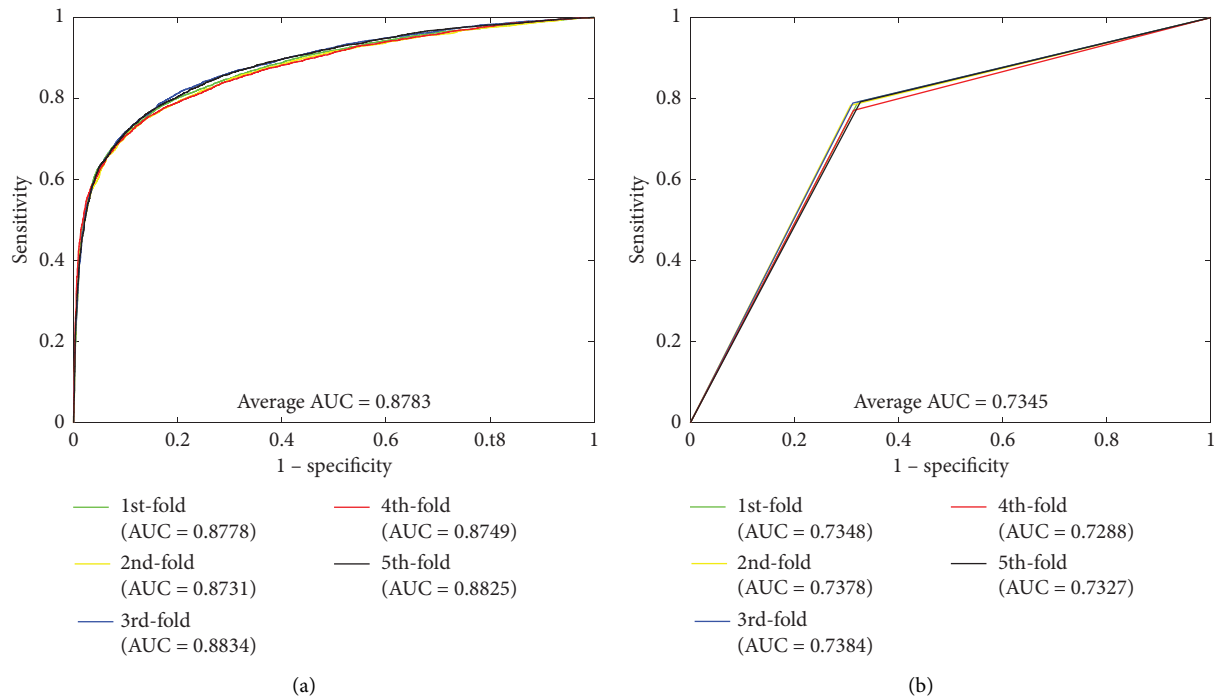 1
0.8
0.6
0.4
0.2
0
Sensitivity
Average AUC = 0.8783
0
0.2
0.4
0.6
0.t8
1
1 – specificity
1st-fold
(AUC = 0.8778)
2nd-fold
(AUC = 0.8731)
3rd-fold
(AUC = 0.8834)
4th-fold
(AUC = 0.8749)
5th-fold
(AUC = 0.8825)
(a)
1
0.8
0.6
0.4
0.2
0
Sensitivity
Average AUC = 0.7345
0
0.2
0.4
0.6
0.8
1
1 – specificity
1st-fold
(AUC = 0.7348)
2nd-fold
(AUC = 0.7378)
3rd-fold
(AUC = 0.7384)
4th-fold
(AUC = 0.7288)
5th-fold
(AUC = 0.7327)
(b)